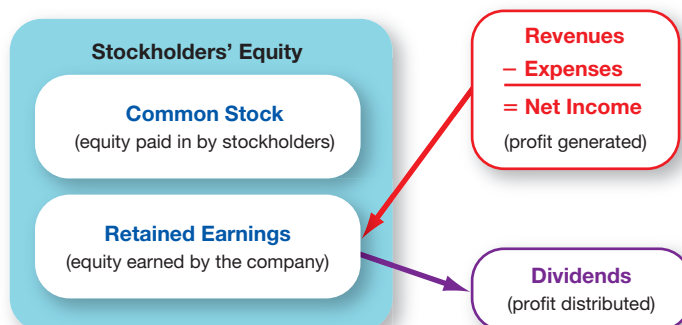 Stockholders’ Equity
Common Stock
(equity paid in by stockholders)
Retained Earnings
(equity earned by the company)
Revenues
– Expenses
= Net Income
(profit generated)
Dividends
(profit distributed)